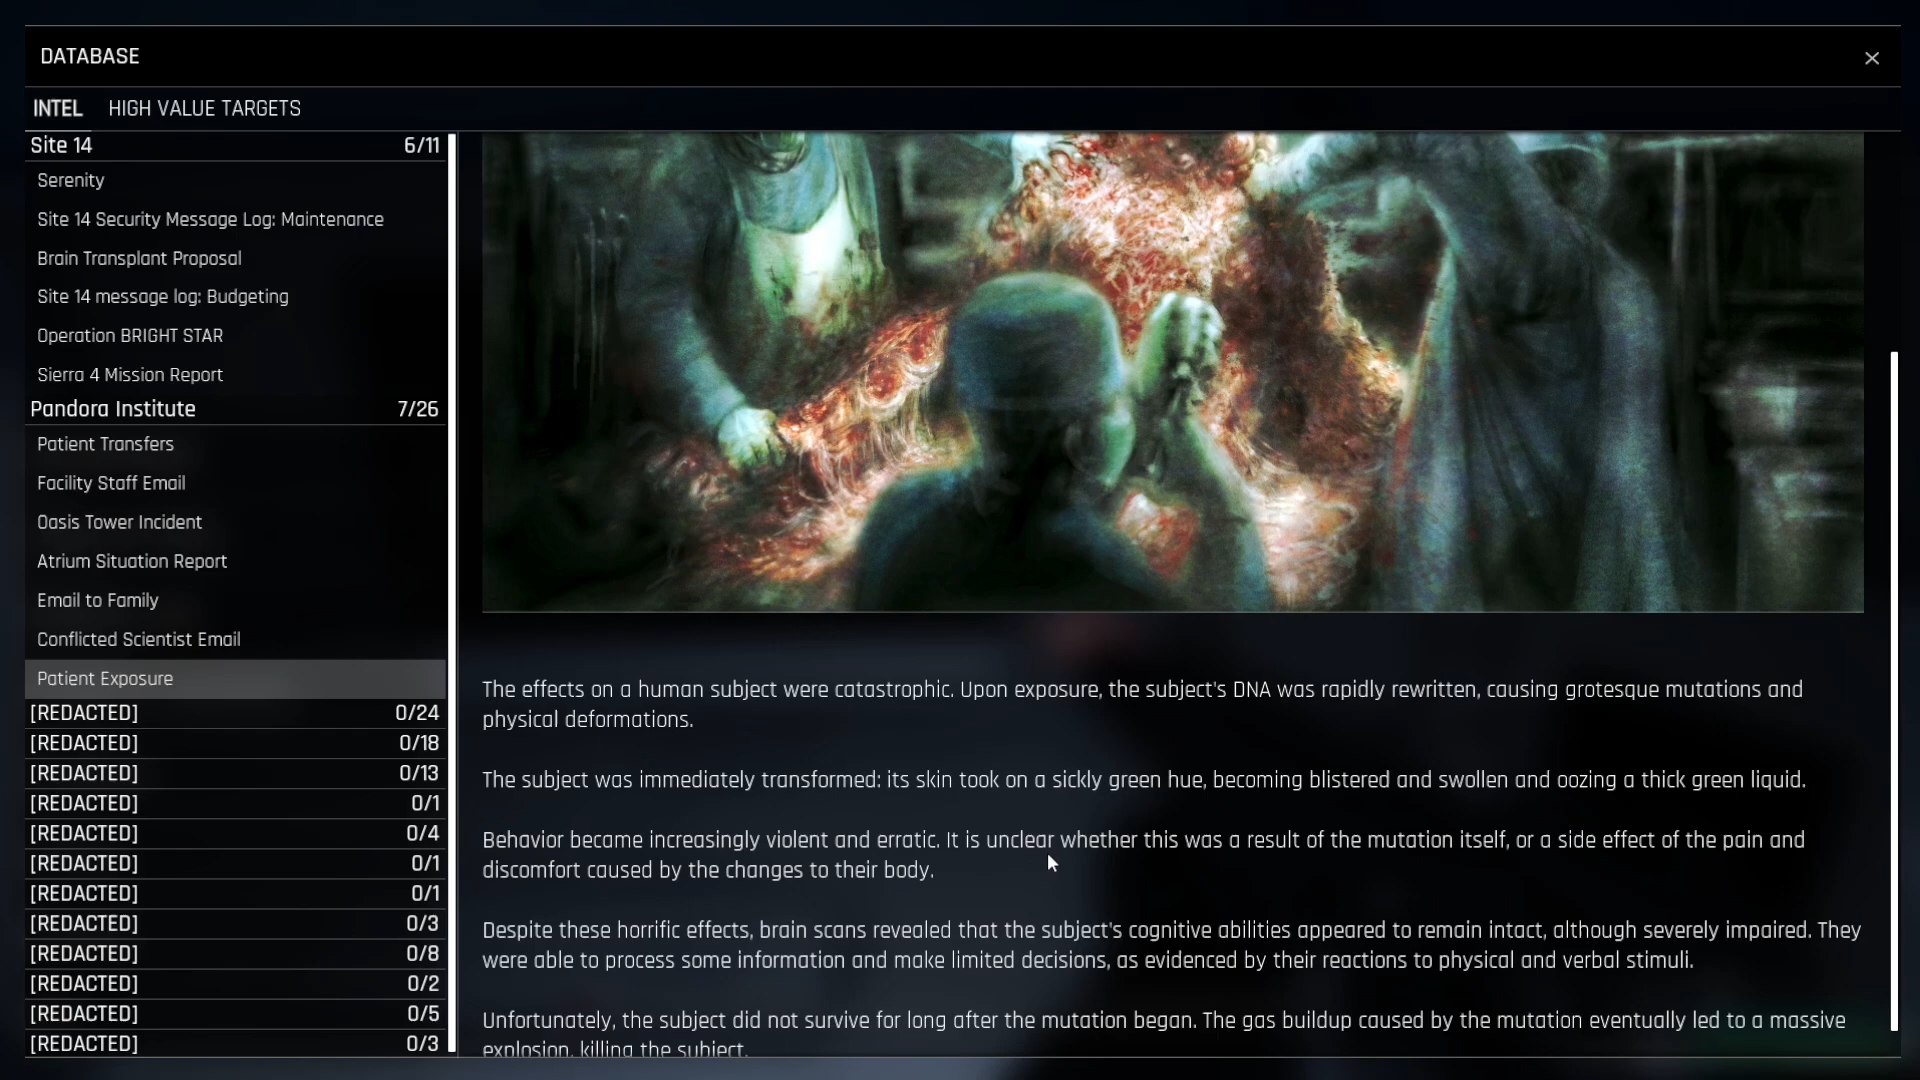 DATABASE
INTEL HIGH VALUE TARGETS
Site 14 6/11
Serenity
Site 14 Security Message Log: Maintenance
Brain Transplant Proposal
Site 14 message log: Budgeting
Operation BRIGHT STAR
Sierra 4 Mission Report
Pandora Institute 7/26
Patient Transfers
Facility Staff Email
Oasis Tower Incident
Atrium Situation Report
Email to Family
Conflicted Scientist Email
Patient Exposure
[REDACTED] 0/24
[REDACTED] 0/18
[REDACTED] 0/13
[REDACTED] 0/1
[REDACTED] 0/4
[REDACTED] 0/1
[REDACTED] 0/1
[REDACTED] 0/3
[REDACTED] 0/8
[REDACTED] 0/2
[REDACTED] 0/5
[REDACTED] 0/3
The effects on a human subject were catastrophic. Upon exposure, the subject's DNA was rapidly rewritten, causing grotesque mutations and
physical deformations.
The subject was immediately transformed: its skin took on a sickly green hue, becoming blistered and swollen and oozing a thick green liquid.
Behavior became increasingly violent and erratic. It is unclear whether this was a result of the mutation itself, or a side effect of the pain and
discomfort caused by the changes to their body.
Despite these horrific effects, brain scans revealed that the subject's cognitive abilities appeared to remain intact, although severely impaired. They
were able to process some information and make limited decisions, as evidenced by their reactions to physical and verbal stimuli.
Unfortunately, the subject did not survive for long after the mutation began. The gas buildup caused by the mutation eventually led to a massive
explosion, killing the subject.